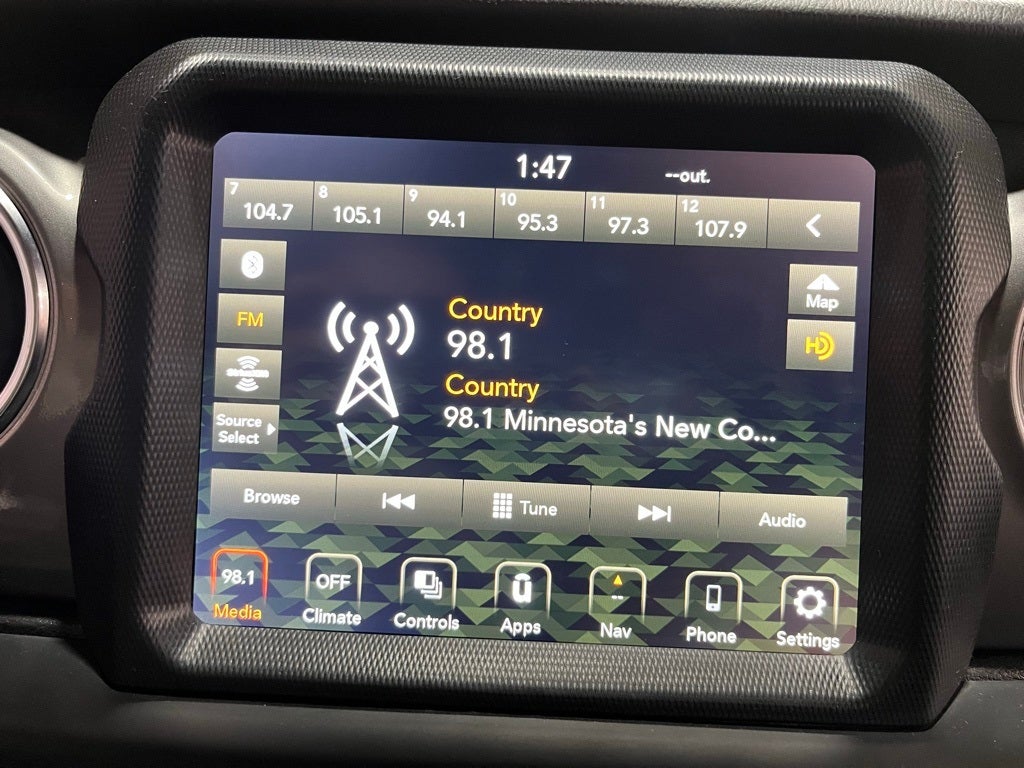 1:47
--out.
7 8 9 10 11 12
104.7 105.1 94.1 95.3 97.3 107.9
Map
FM
HD
Country
98.1
Country
98.1 Minnesota's New Co...
Source
Select
Browse Tune Audio
98.1 OFF -- 
Media Climate Controls Apps Nav Phone Settings